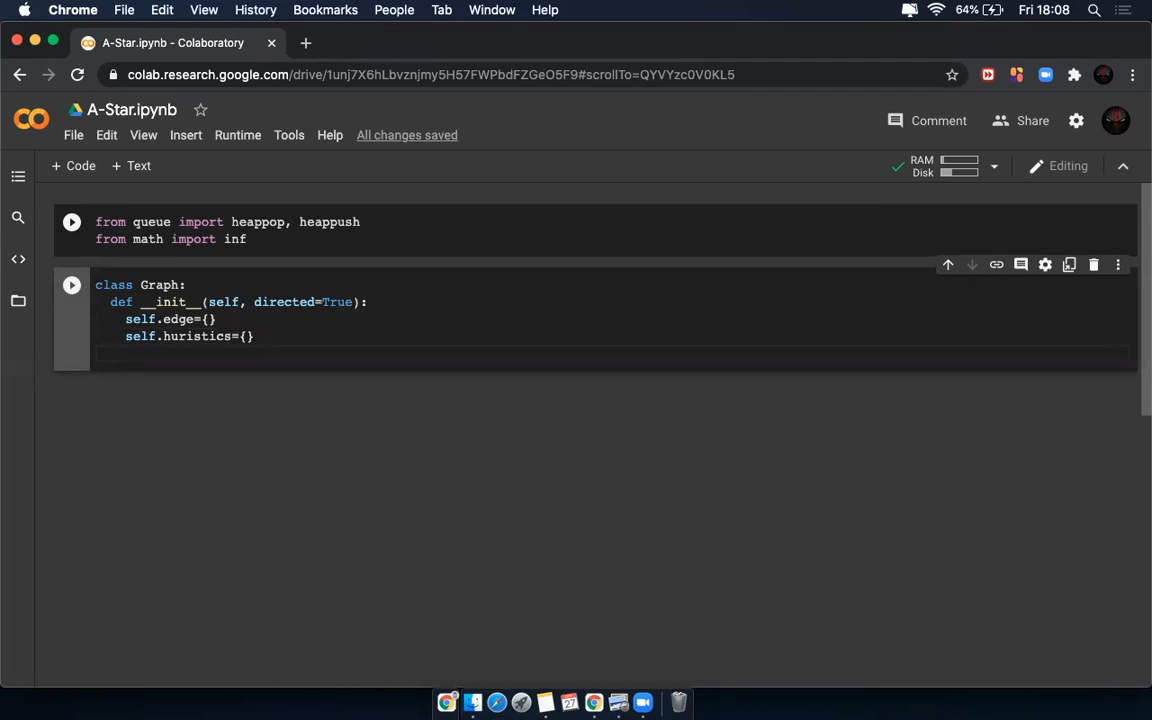 Chrome File Edit View History Bookmarks People Tab Window Help 64% Fri 18:08
A-Star.ipynb - Colaboratory
colab.research.google.com/drive/1unj7X6hLbvznjmy5H57FWPbdFZGeO5F9#scrollTo=QYVYzc0V0KL5
A-Star.ipynb
File Edit View Insert Runtime Tools Help All changes saved
Comment Share
+ Code + Text
RAM
Disk
Editing
from queue import heappop, heappush
from math import inf
class Graph:
def __init__(self, directed=True):
self.edge={}
self.huristics={}
27